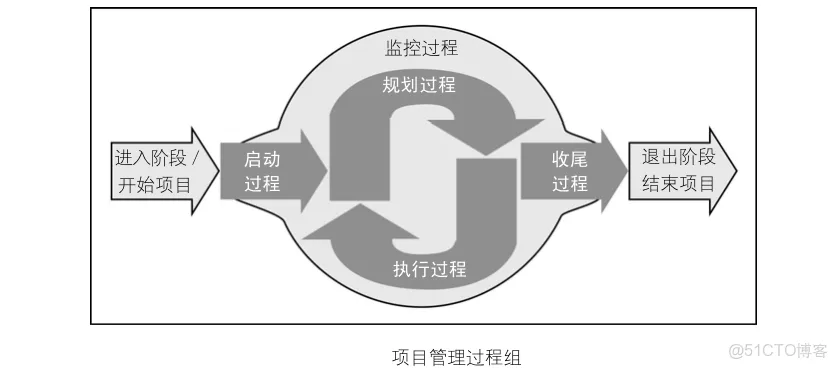 监控过程
规划过程
进入阶段 /
开始项目
启动
过程
收尾
过程
退出阶段
结束项目
执行过程
项目管理过程组
@51CTO博客